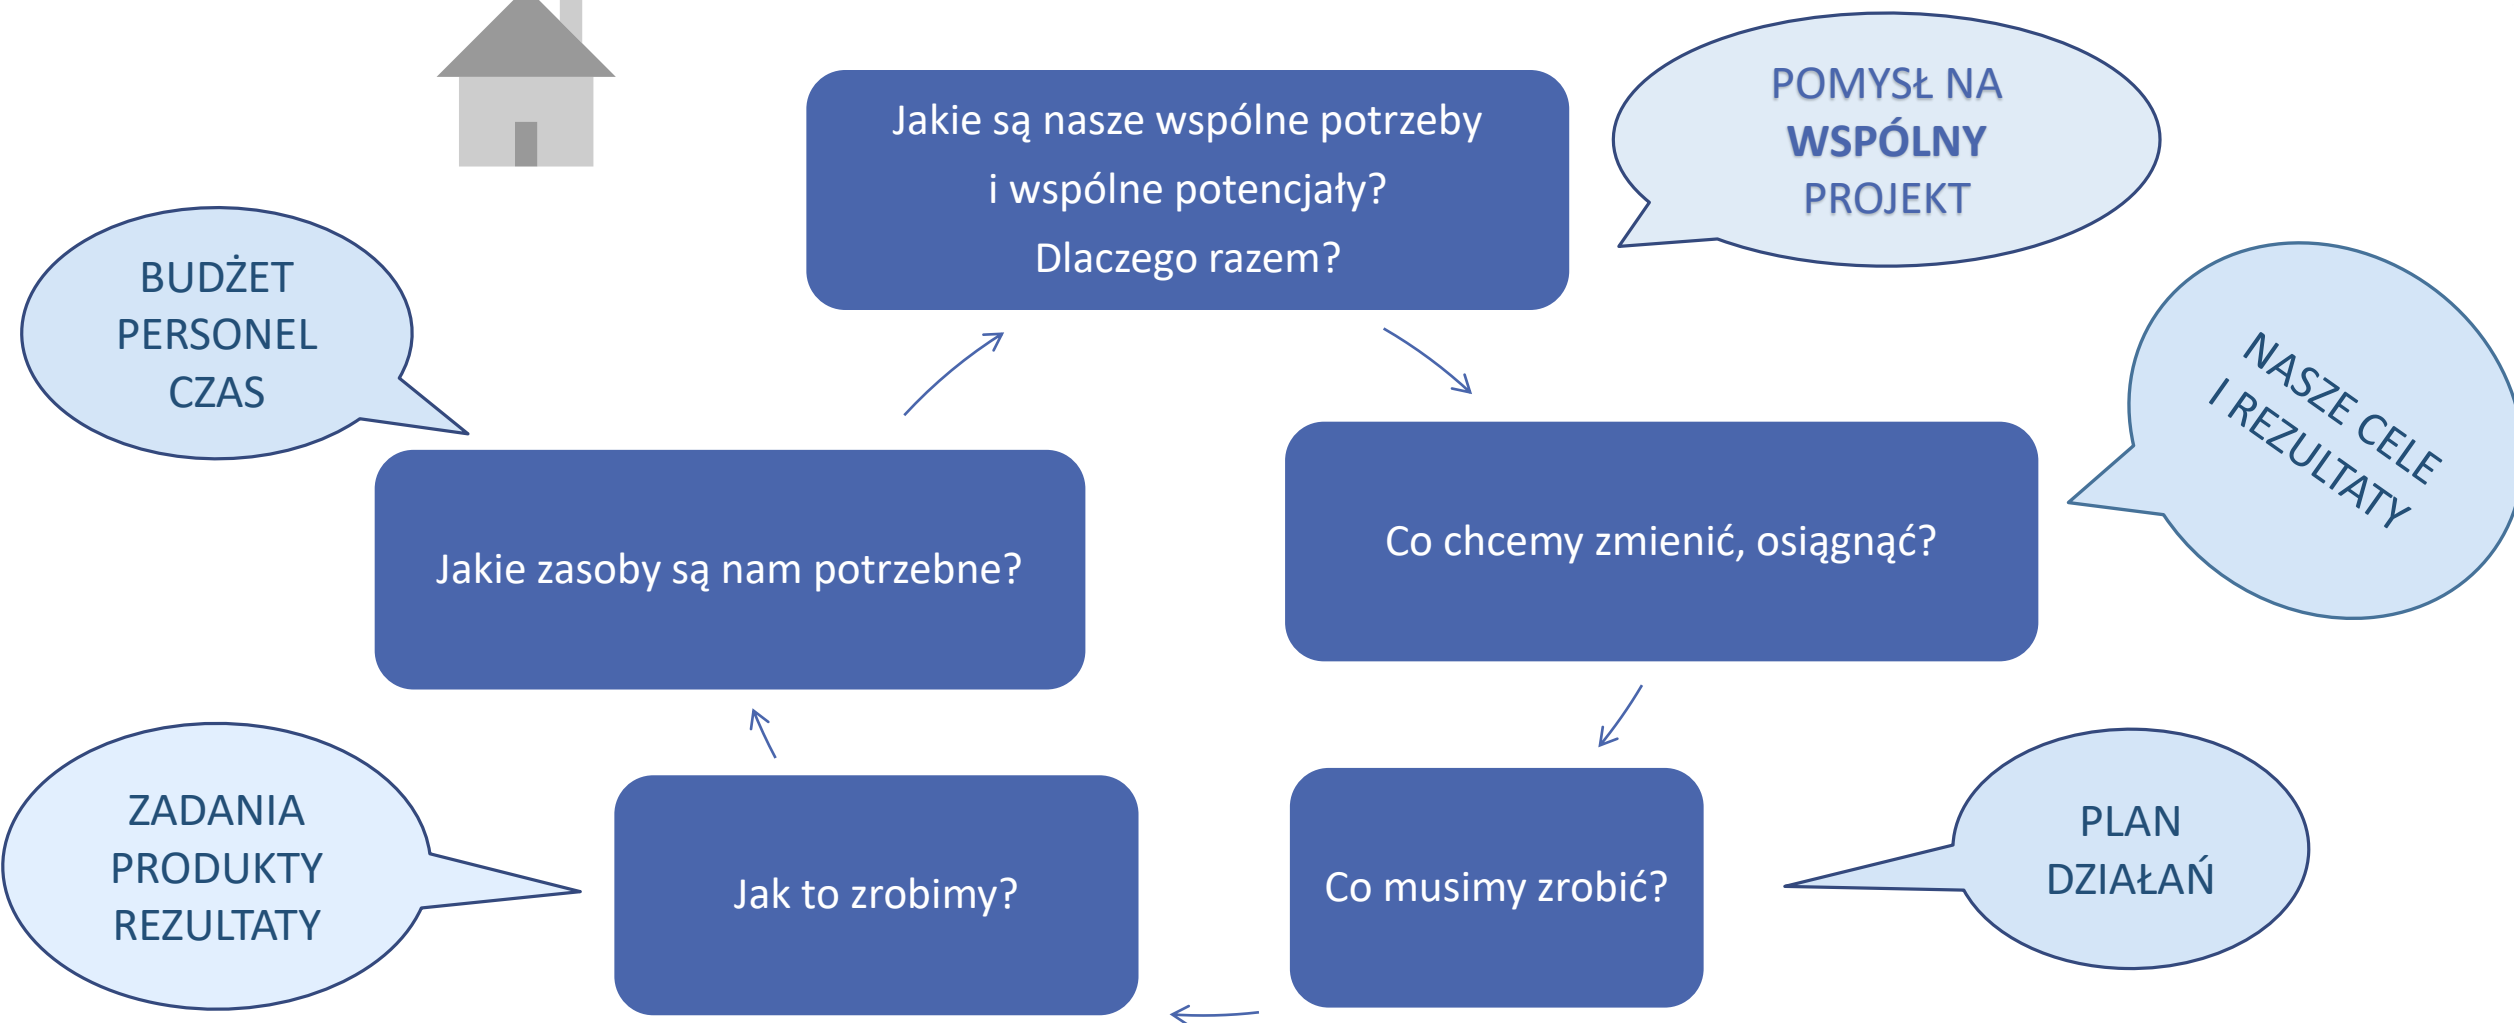 Jakie są nasze wspólne potrzeby
i wspólne potencjały?
Dlaczego razem?
POMYSŁ NA
WSPÓLNY
PROJEKT
Co chcemy zmienić, osiągnąć?
NASZE CELE
I REZULTATY
Co musimy zrobić?
PLAN
DZIAŁAŃ
Jak to zrobimy?
ZADANIA
PRODUKTY
REZULTATY
Jakie zasoby są nam potrzebne?
BUDŻET
PERSONEL
CZAS